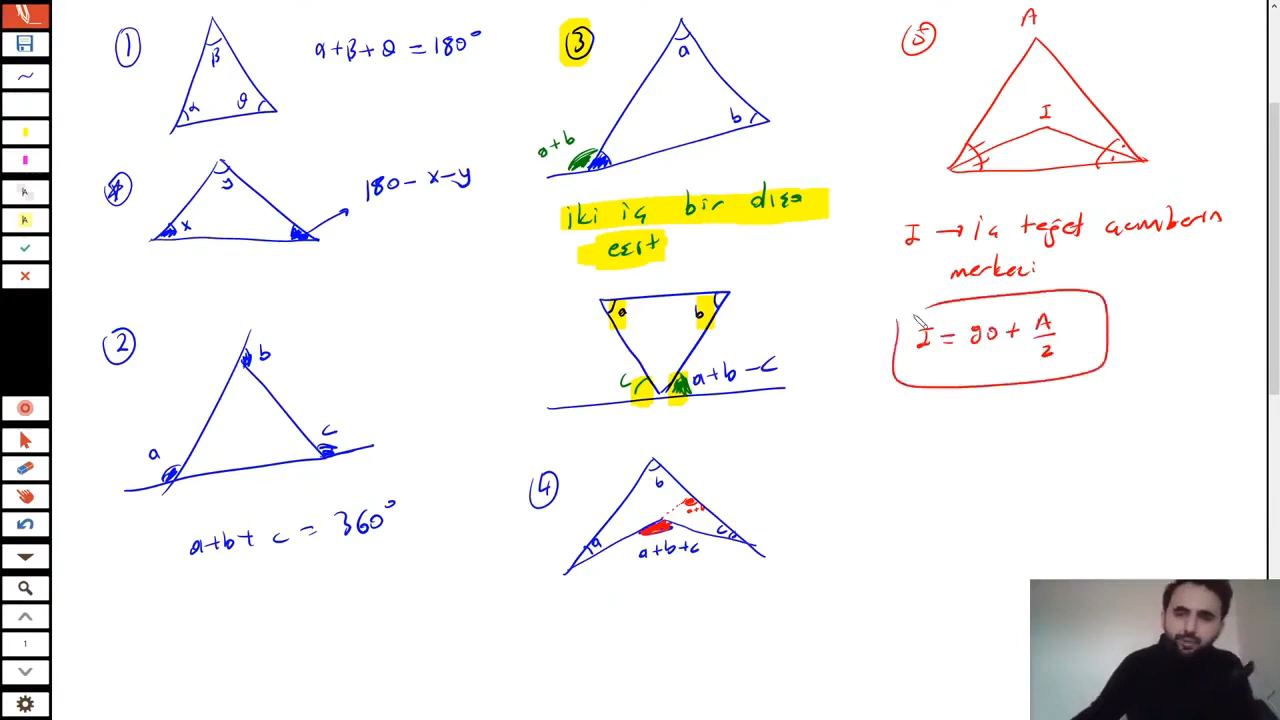 1
β
α
θ
α+β+θ = 180°
*
y
x
180 - x - y
2
b
a
c
a+b+ c = 360°
3
a
b
a+b
iki iç bir dışa
eşit
a
b
c
a+b - c
4
b
a
c
a+b
a+b+c
5
A
I
I → iç teğet çemberin
merkezi
I = 90 + A/2
1